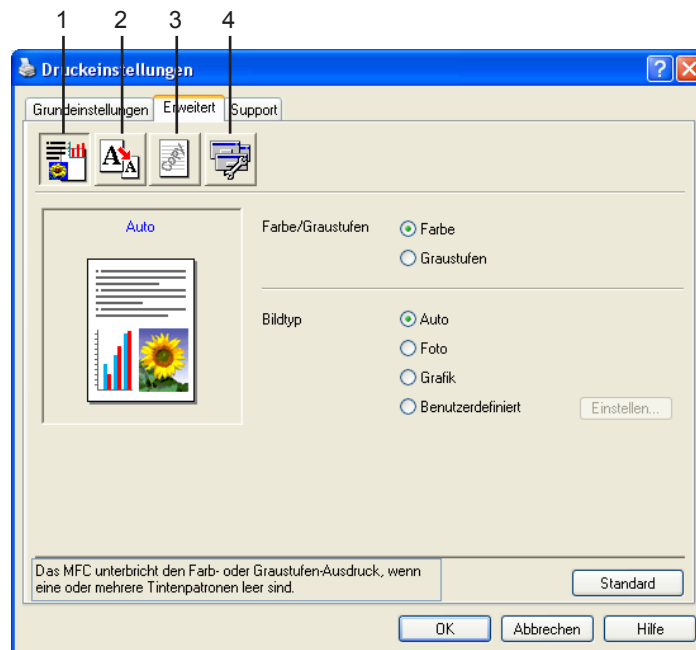 1 2 3 4
Druckeinstellungen
Grundeinstellungen Erweitert Support
A A COPY
Auto
Farbe/Graustufen
Farbe
Graustufen
Bildtyp
Auto
Foto
Grafik
Benutzerdefiniert Einstellen...
Das MFC unterbricht den Farb- oder Graustufen-Ausdruck, wenn
eine oder mehrere Tintenpatronen leer sind.
Standard
OK Abbrechen Hilfe